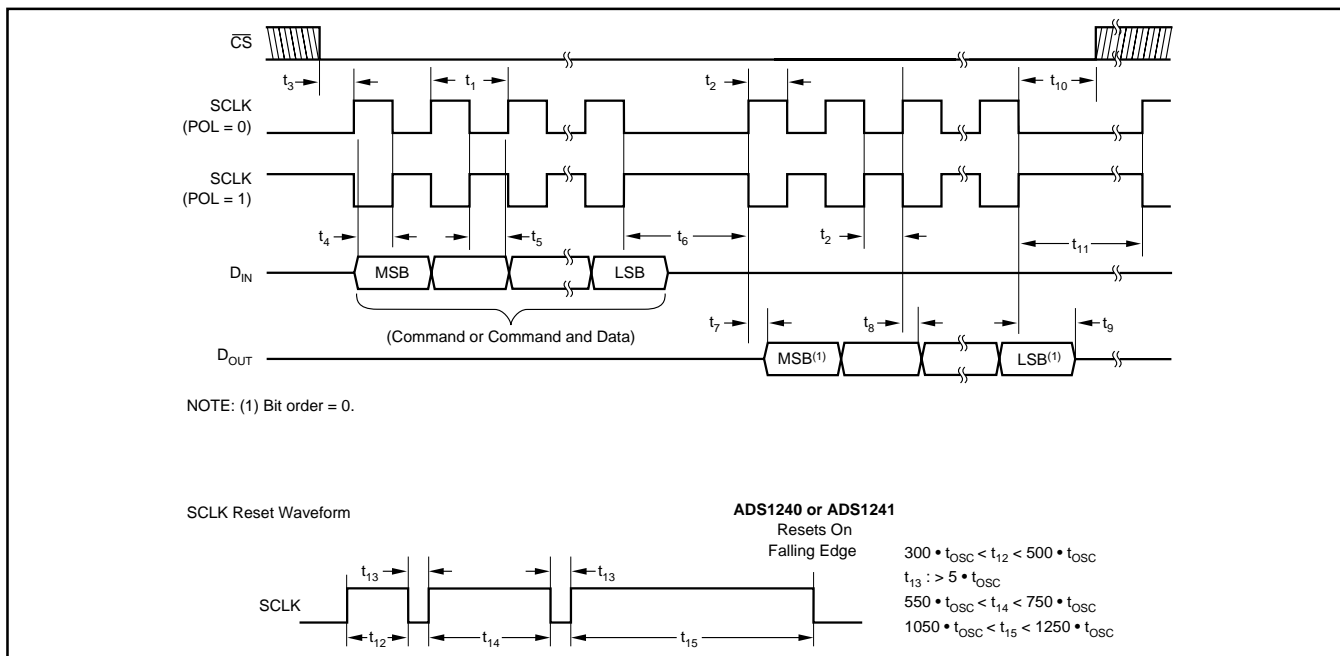 CS
t3
t1
t2
t10
SCLK
(POL = 0)
SCLK
(POL = 1)
t4
t5
t6
t2
t11
DIN
MSB
LSB
(Command or Command and Data)
t7
t8
t9
DOUT
MSB(1)
LSB(1)
NOTE: (1) Bit order = 0.
SCLK Reset Waveform
ADS1240 or ADS1241
Resets On
Falling Edge
300 • tOSC < t12 < 500 • tOSC
t13 : > 5 • tOSC
550 • tOSC < t14 < 750 • tOSC
1050 • tOSC < t15 < 1250 • tOSC
t13
t13
SCLK
t12
t14
t15